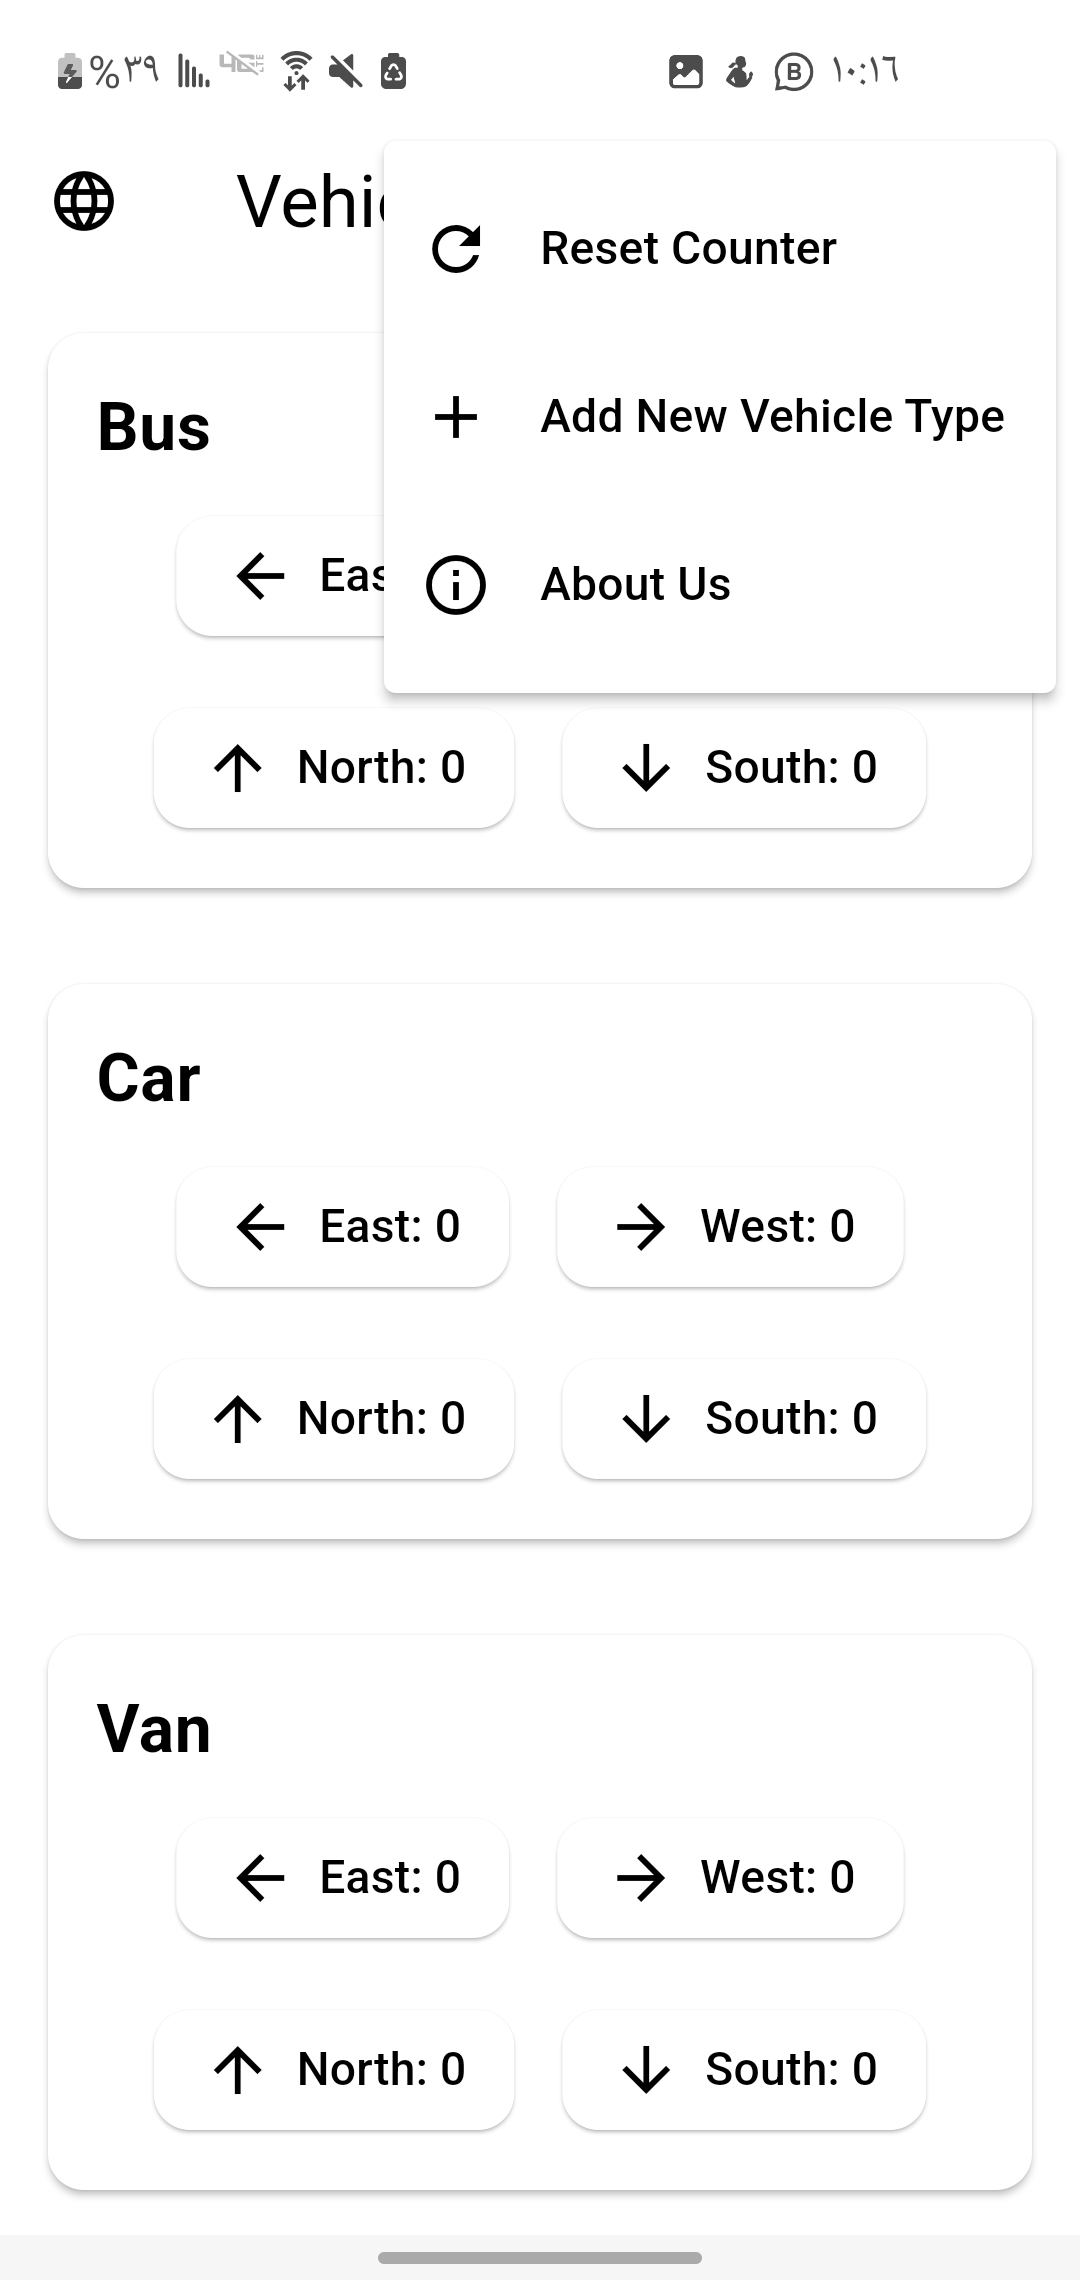 %٣٩ ١٠:١٦
Vehic
Reset Counter
Add New Vehicle Type
About Us
Bus
Eas
North: 0 South: 0
Car
East: 0 West: 0
North: 0 South: 0
Van
East: 0 West: 0
North: 0 South: 0